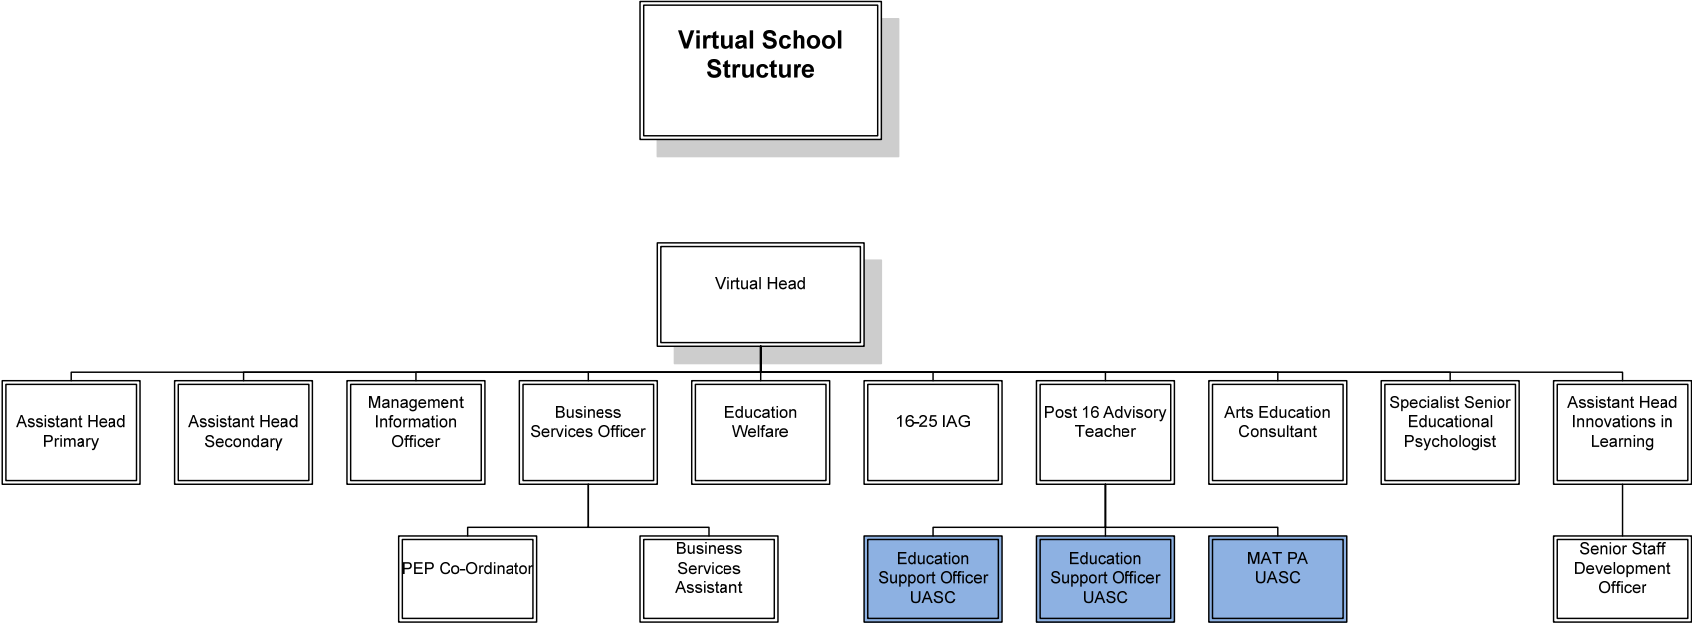 Virtual School
Structure
Virtual Head
Assistant Head
Primary
Assistant Head
Secondary
Management
Information
Officer
Business
Services Officer
Education
Welfare
16-25 IAG
Post 16 Advisory
Teacher
Arts Education
Consultant
Specialist Senior
Educational
Psychologist
Assistant Head
Innovations in
Learning
PEP Co-Ordinator
Business
Services
Assistant
Education
Support Officer
UASC
Education
Support Officer
UASC
MAT PA
UASC
Senior Staff
Development
Officer